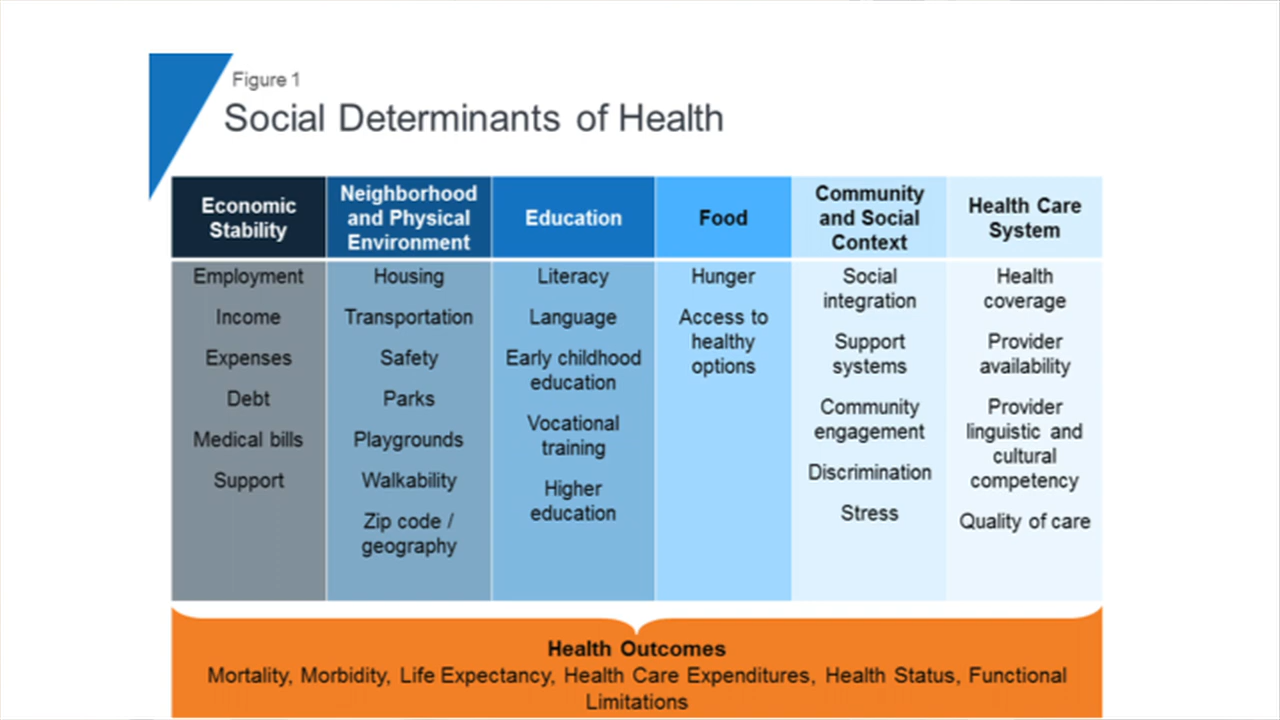 Figure 1
Social Determinants of Health
Economic
Stability
Neighborhood
and Physical
Environment
Education
Food
Community
and Social
Context
Health Care
System
Employment
Income
Expenses
Debt
Medical bills
Support
Housing
Transportation
Safety
Parks
Playgrounds
Walkability
Zip code /
geography
Literacy
Language
Early childhood
education
Vocational
training
Higher
education
Hunger
Access to
healthy
options
Social
integration
Support
systems
Community
engagement
Discrimination
Stress
Health
coverage
Provider
availability
Provider
linguistic and
cultural
competency
Quality of care
Health Outcomes
Mortality, Morbidity, Life Expectancy, Health Care Expenditures, Health Status, Functional
Limitations